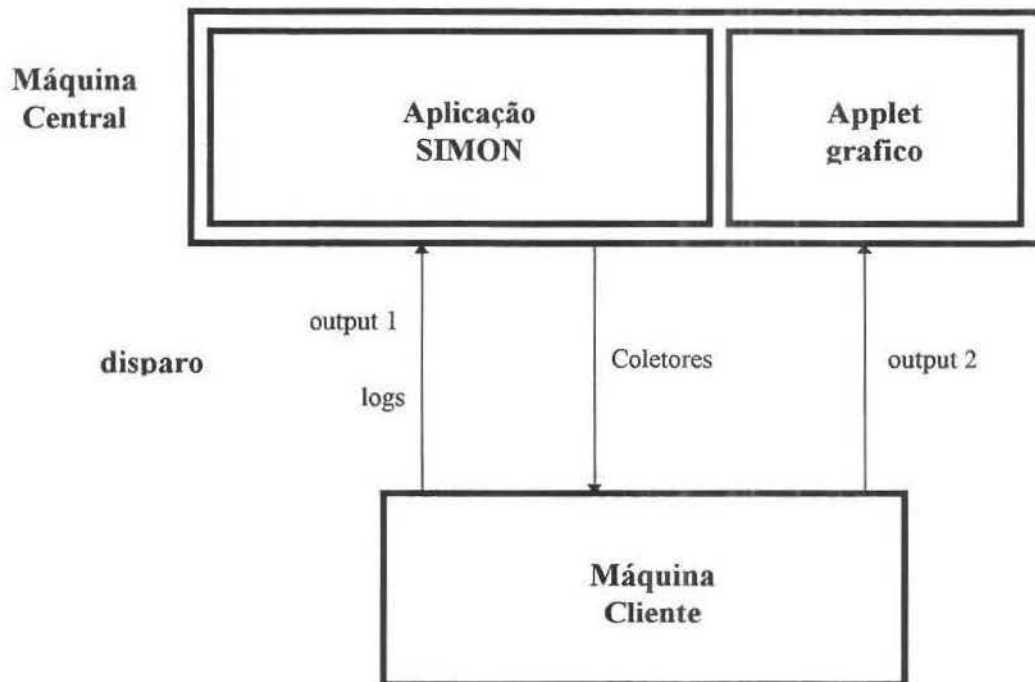 Máquina
Central
Aplicação
SIMON
Applet
grafico
output 1
disparo
logs
Coletores
output 2
Máquina
Cliente